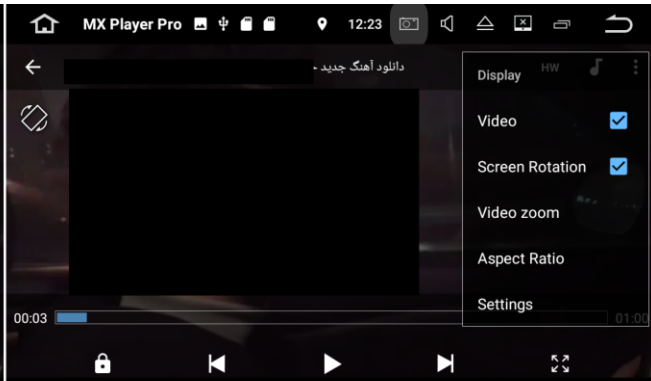 MX Player Pro 12:23
دانلود آهنگ جدید
HW
Display
Video
Screen Rotation
Video zoom
Aspect Ratio
Settings
00:03 01:00